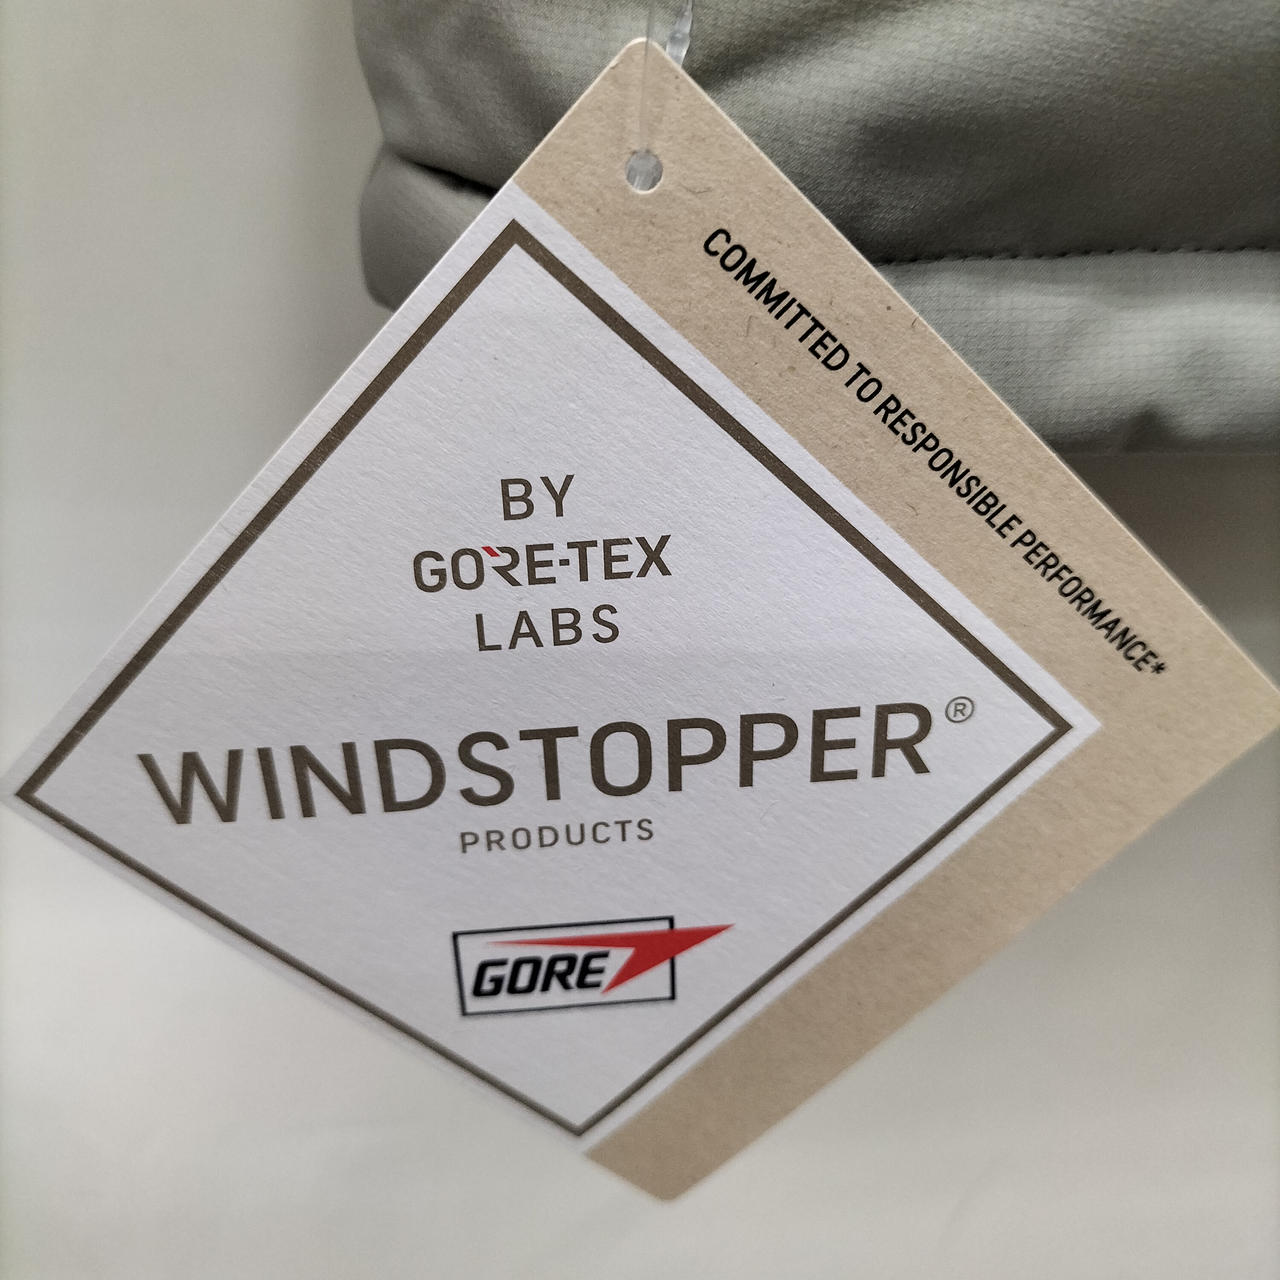 COMMITTED TO RESPONSIBLE PERFORMANCE*
BY
GORE-TEX
LABS
WINDSTOPPER®
PRODUCTS
GORE